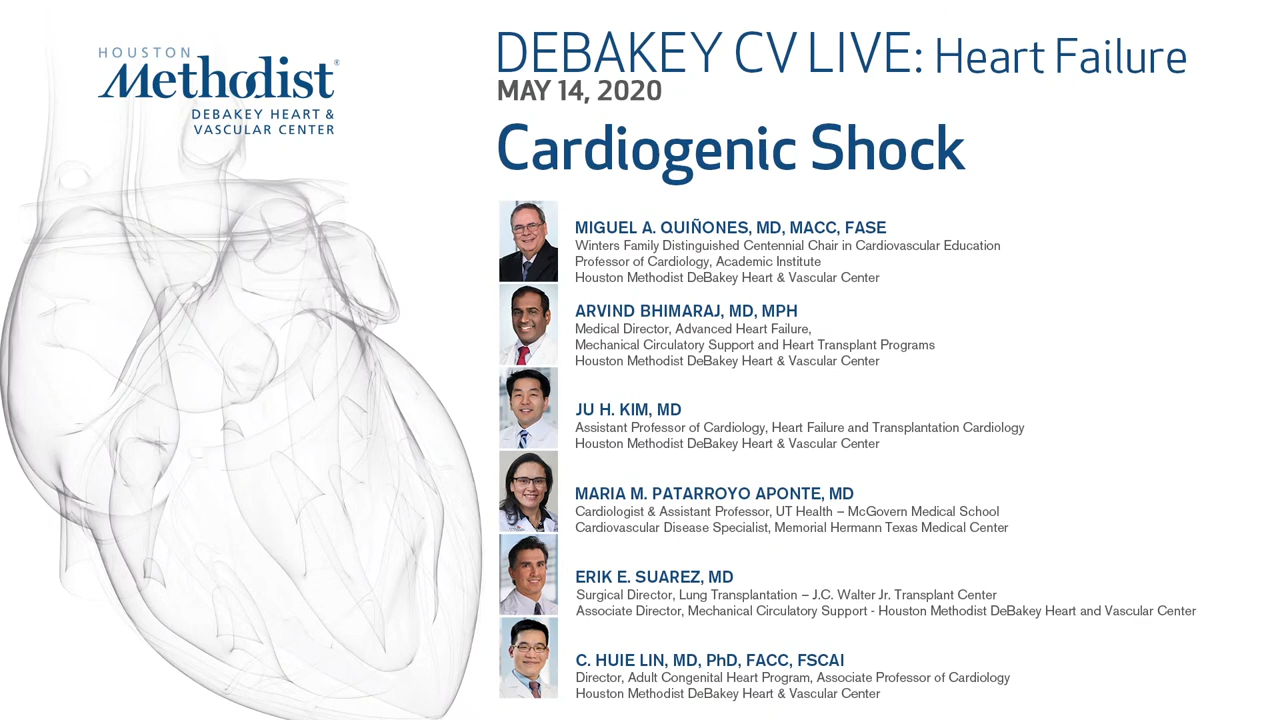 HOUSTON
Methodist®
DEBAKEY HEART &
VASCULAR CENTER
DEBAKEY CV LIVE: Heart Failure
MAY 14, 2020
Cardiogenic Shock
MIGUEL A. QUIÑONES, MD, MACC, FASE
Winters Family Distinguished Centennial Chair in Cardiovascular Education
Professor of Cardiology, Academic Institute
Houston Methodist DeBakey Heart & Vascular Center
ARVIND BHIMARAJ, MD, MPH
Medical Director, Advanced Heart Failure,
Mechanical Circulatory Support and Heart Transplant Programs
Houston Methodist DeBakey Heart & Vascular Center
JU H. KIM, MD
Assistant Professor of Cardiology, Heart Failure and Transplantation Cardiology
Houston Methodist DeBakey Heart & Vascular Center
MARIA M. PATARROYO APONTE, MD
Cardiologist & Assistant Professor, UT Health – McGovern Medical School
Cardiovascular Disease Specialist, Memorial Hermann Texas Medical Center
ERIK E. SUAREZ, MD
Surgical Director, Lung Transplantation – J.C. Walter Jr. Transplant Center
Associate Director, Mechanical Circulatory Support - Houston Methodist DeBakey Heart and Vascular Center
C. HUIE LIN, MD, PhD, FACC, FSCAI
Director, Adult Congenital Heart Program, Associate Professor of Cardiology
Houston Methodist DeBakey Heart & Vascular Center